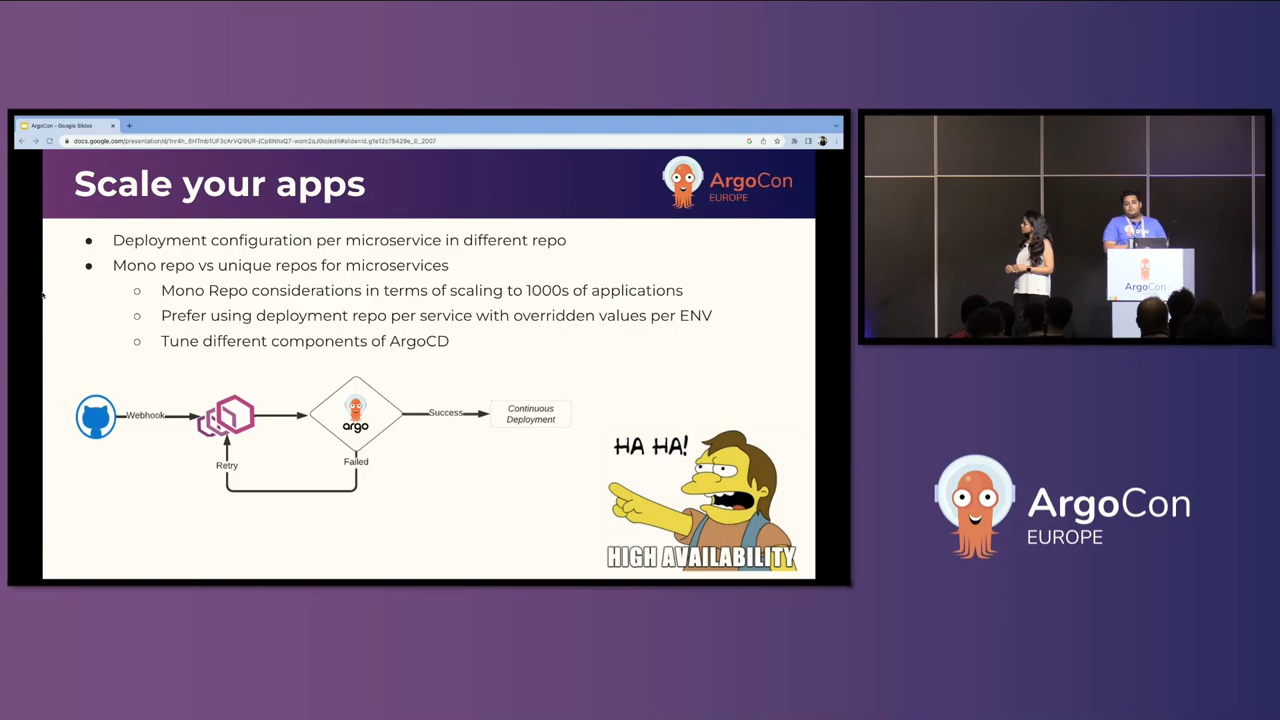 ArgoCon - Google Slides
Scale your apps
ArgoCon
EUROPE
● Deployment configuration per microservice in different repo
● Mono repo vs unique repos for microservices
○ Mono Repo considerations in terms of scaling to 1000s of applications
○ Prefer using deployment repo per service with overridden values per ENV
○ Tune different components of ArgoCD
Webhook
argo
Success
Continuous
Deployment
Retry
Failed
HA HA!
HIGH AVAILABILITY
ArgoCon
ArgoCon
EUROPE